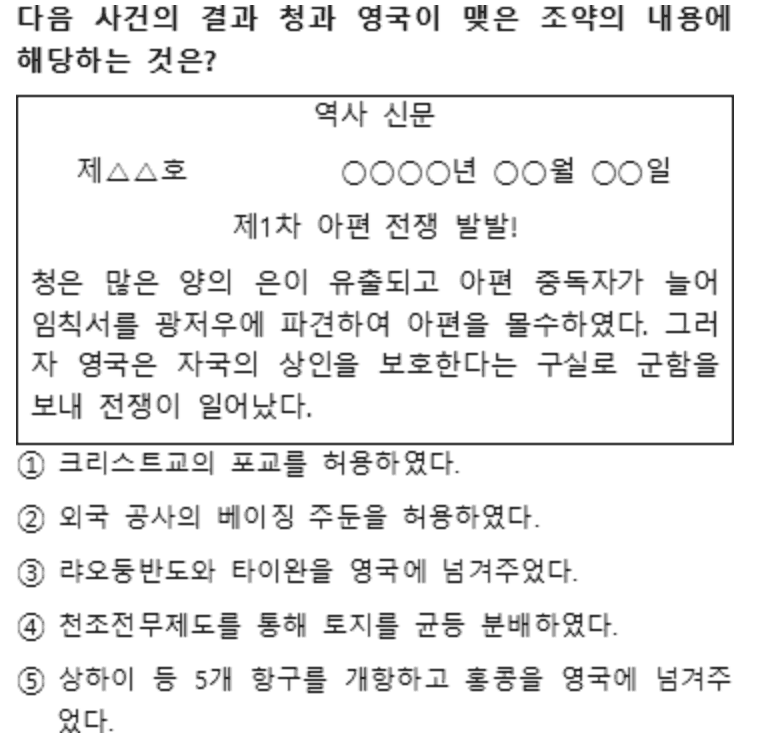 다음 사건의 결과 청과 영국이 맺은 조약의 내용에
해당하는 것은?
역사 신문
제△△호 ○○○○년 ○○월 ○○일
제1차 아편 전쟁 발발!
청은 많은 양의 은이 유출되고 아편 중독자가 늘어
임칙서를 광저우에 파견하여 아편을 몰수하였다. 그러
자 영국은 자국의 상인을 보호한다는 구실로 군함을
보내 전쟁이 일어났다.
① 크리스트교의 포교를 허용하였다.
② 외국 공사의 베이징 주둔을 허용하였다.
③ 랴오둥반도와 타이완을 영국에 넘겨주었다.
④ 천조전무제도를 통해 토지를 균등 분배하였다.
⑤ 상하이 등 5개 항구를 개항하고 홍콩을 영국에 넘겨주
었다.